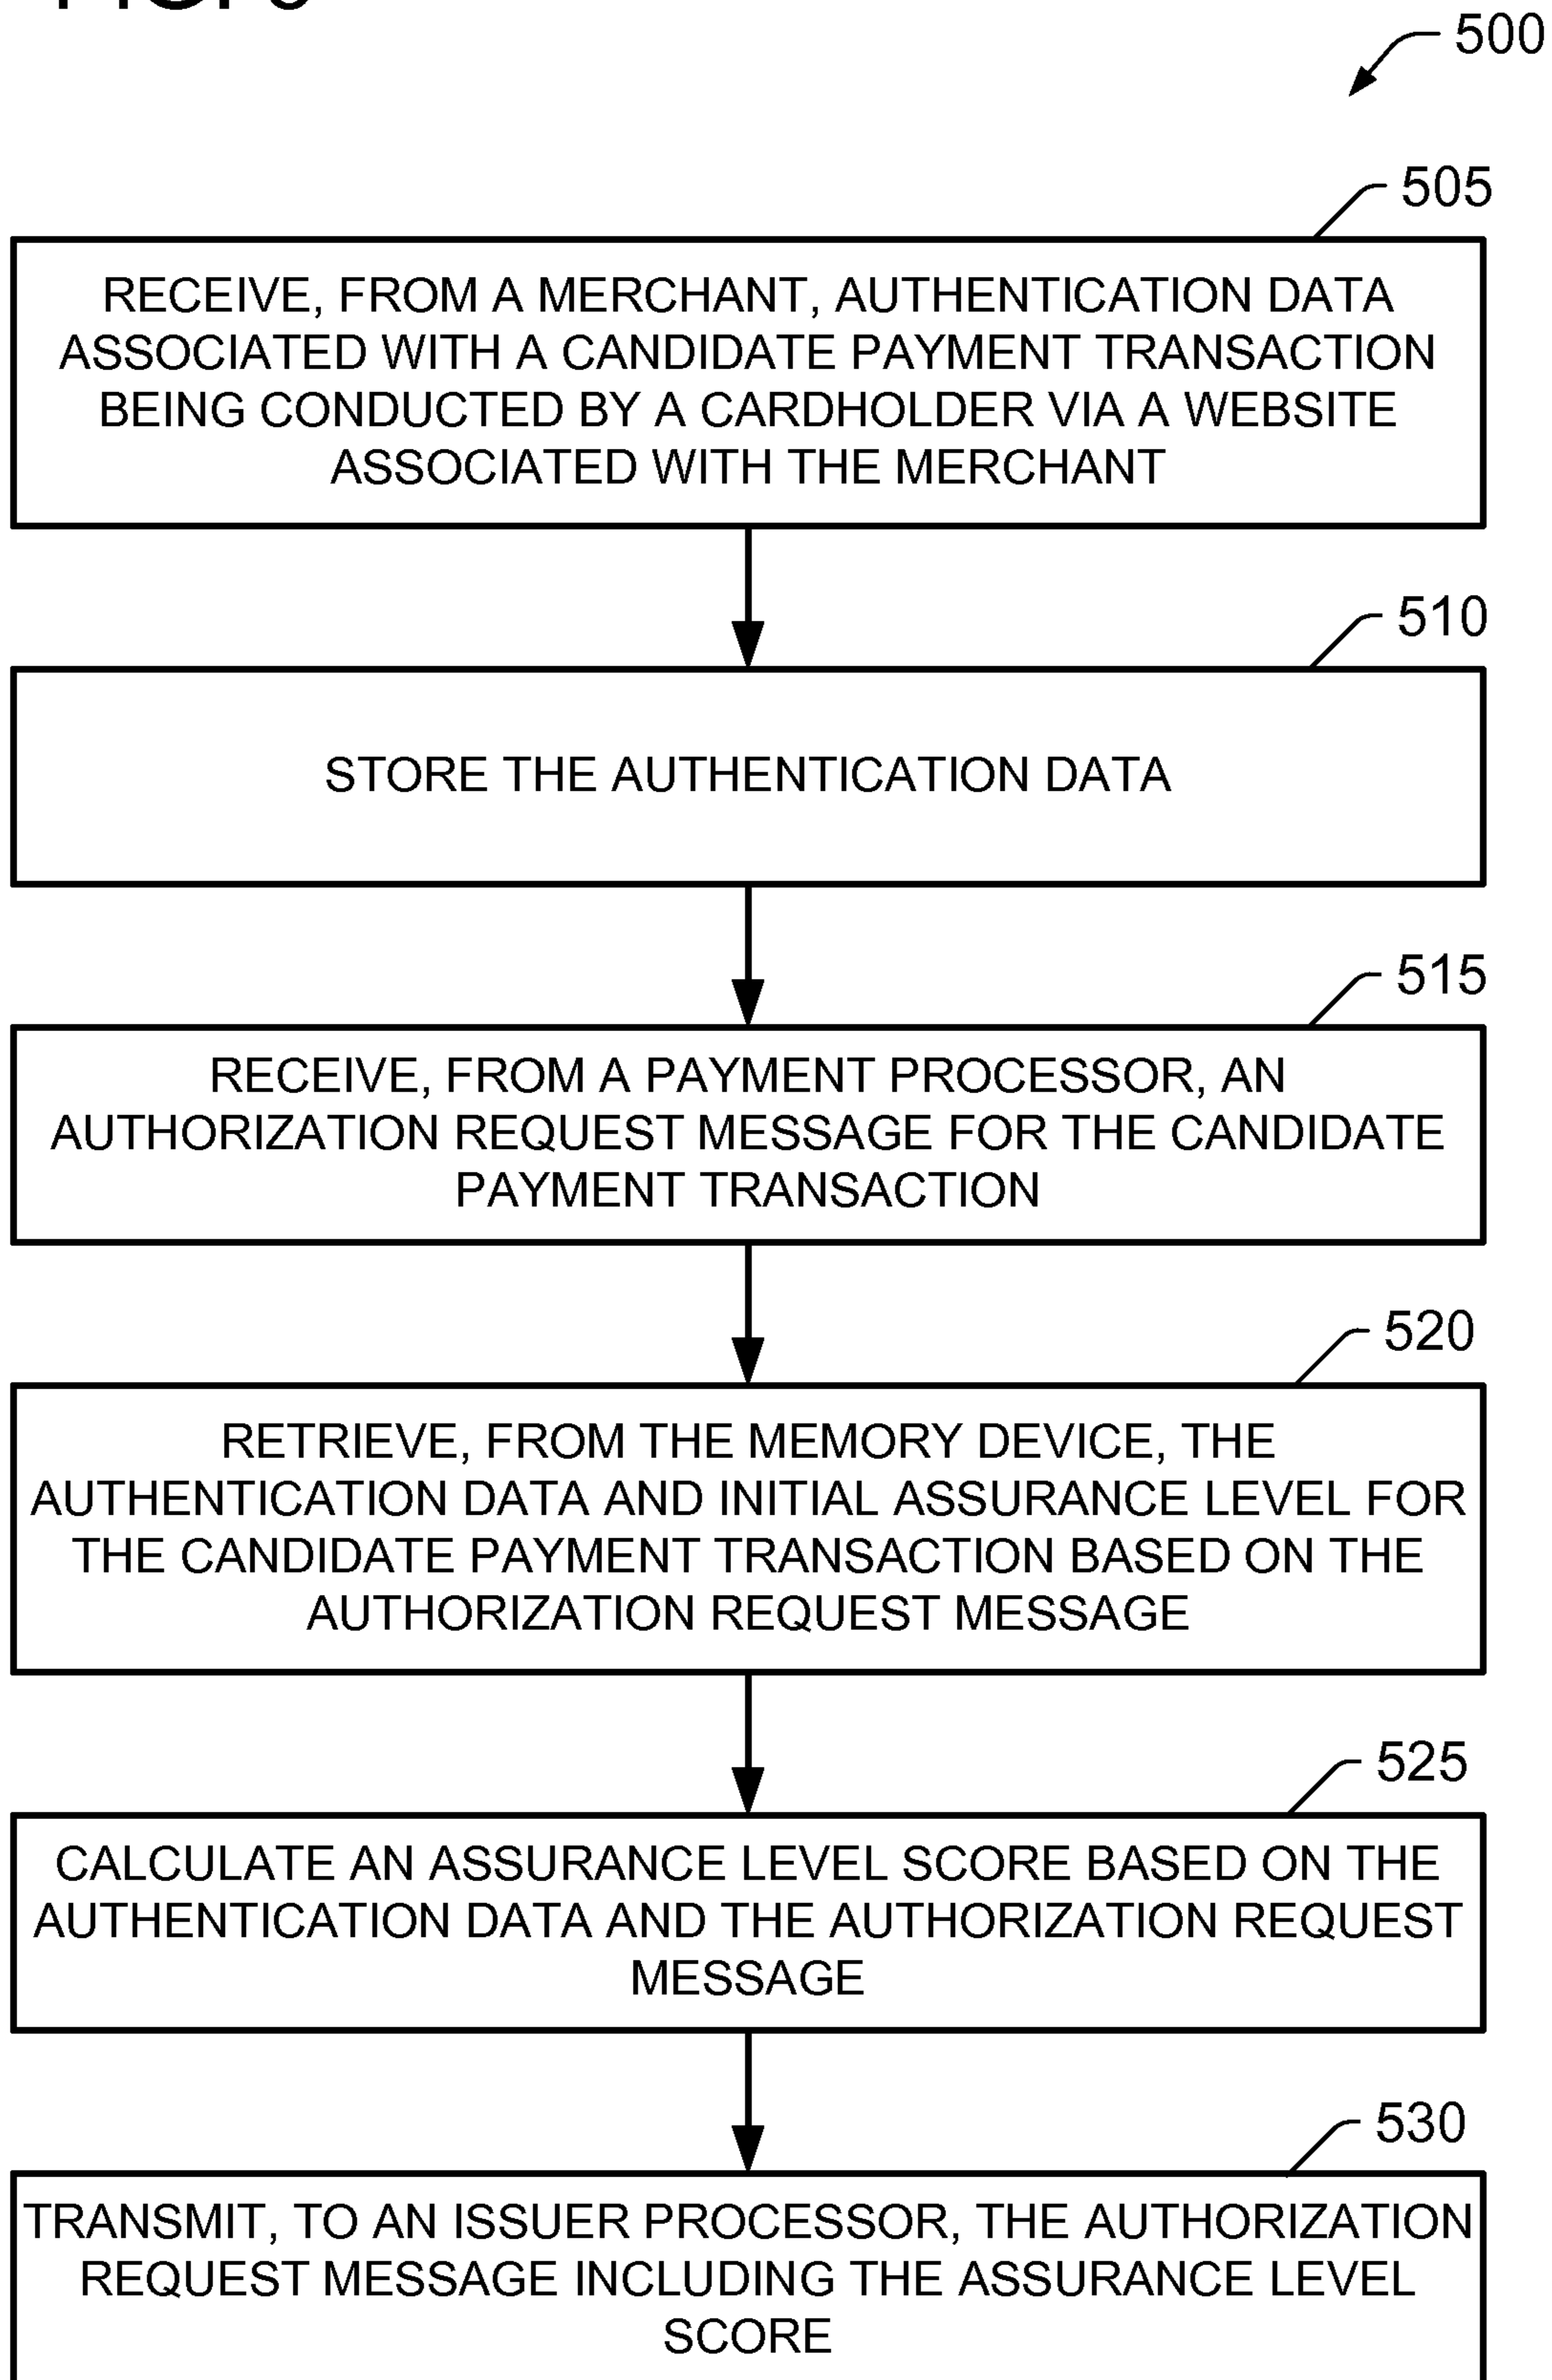 500
505
RECEIVE, FROM A MERCHANT, AUTHENTICATION DATA
ASSOCIATED WITH A CANDIDATE PAYMENT TRANSACTION
BEING CONDUCTED BY A CARDHOLDER VIA A WEBSITE
ASSOCIATED WITH THE MERCHANT
510
STORE THE AUTHENTICATION DATA
515
RECEIVE, FROM A PAYMENT PROCESSOR, AN
AUTHORIZATION REQUEST MESSAGE FOR THE CANDIDATE
PAYMENT TRANSACTION
520
RETRIEVE, FROM THE MEMORY DEVICE, THE
AUTHENTICATION DATA AND INITIAL ASSURANCE LEVEL FOR
THE CANDIDATE PAYMENT TRANSACTION BASED ON THE
AUTHORIZATION REQUEST MESSAGE
525
CALCULATE AN ASSURANCE LEVEL SCORE BASED ON THE
AUTHENTICATION DATA AND THE AUTHORIZATION REQUEST
MESSAGE
530
TRANSMIT, TO AN ISSUER PROCESSOR, THE AUTHORIZATION
REQUEST MESSAGE INCLUDING THE ASSURANCE LEVEL
SCORE